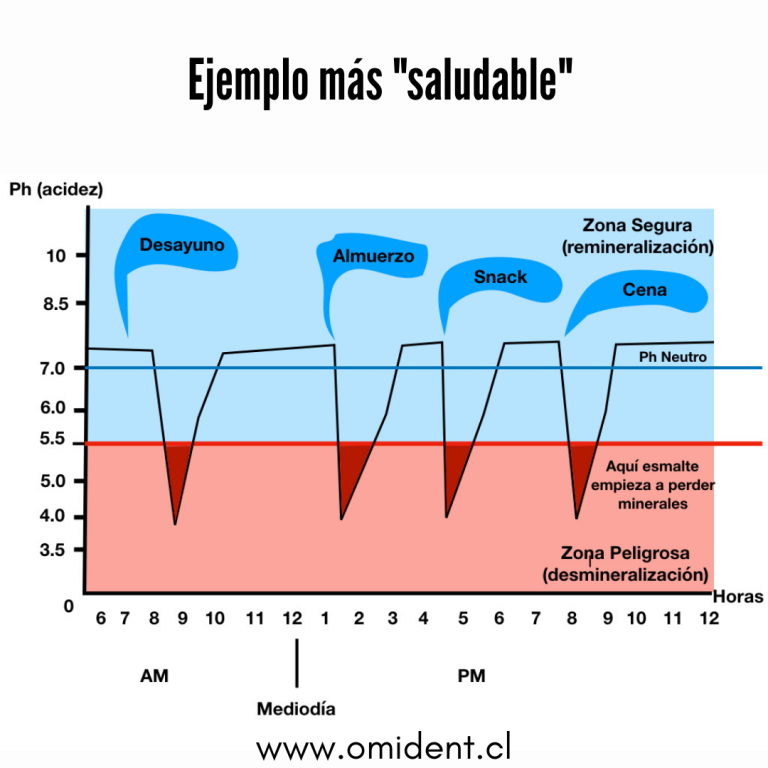 Ejemplo más "saludable"
Ph (acidez)
Zona Segura
(remineralización)
Desayuno
Almuerzo
Snack
Cena
10
8.5
7.0
6.0
5.5
5.0
4.0
3.5
0
Ph Neutro
Aquí esmalte
empieza a perder
minerales
Zona Peligrosa
(desmineralización)
Horas
6 7 8 9 10 11 12 1 2 3 4 5 6 7 8 9 10 11 12
AM
PM
Mediodía
www.omident.cl